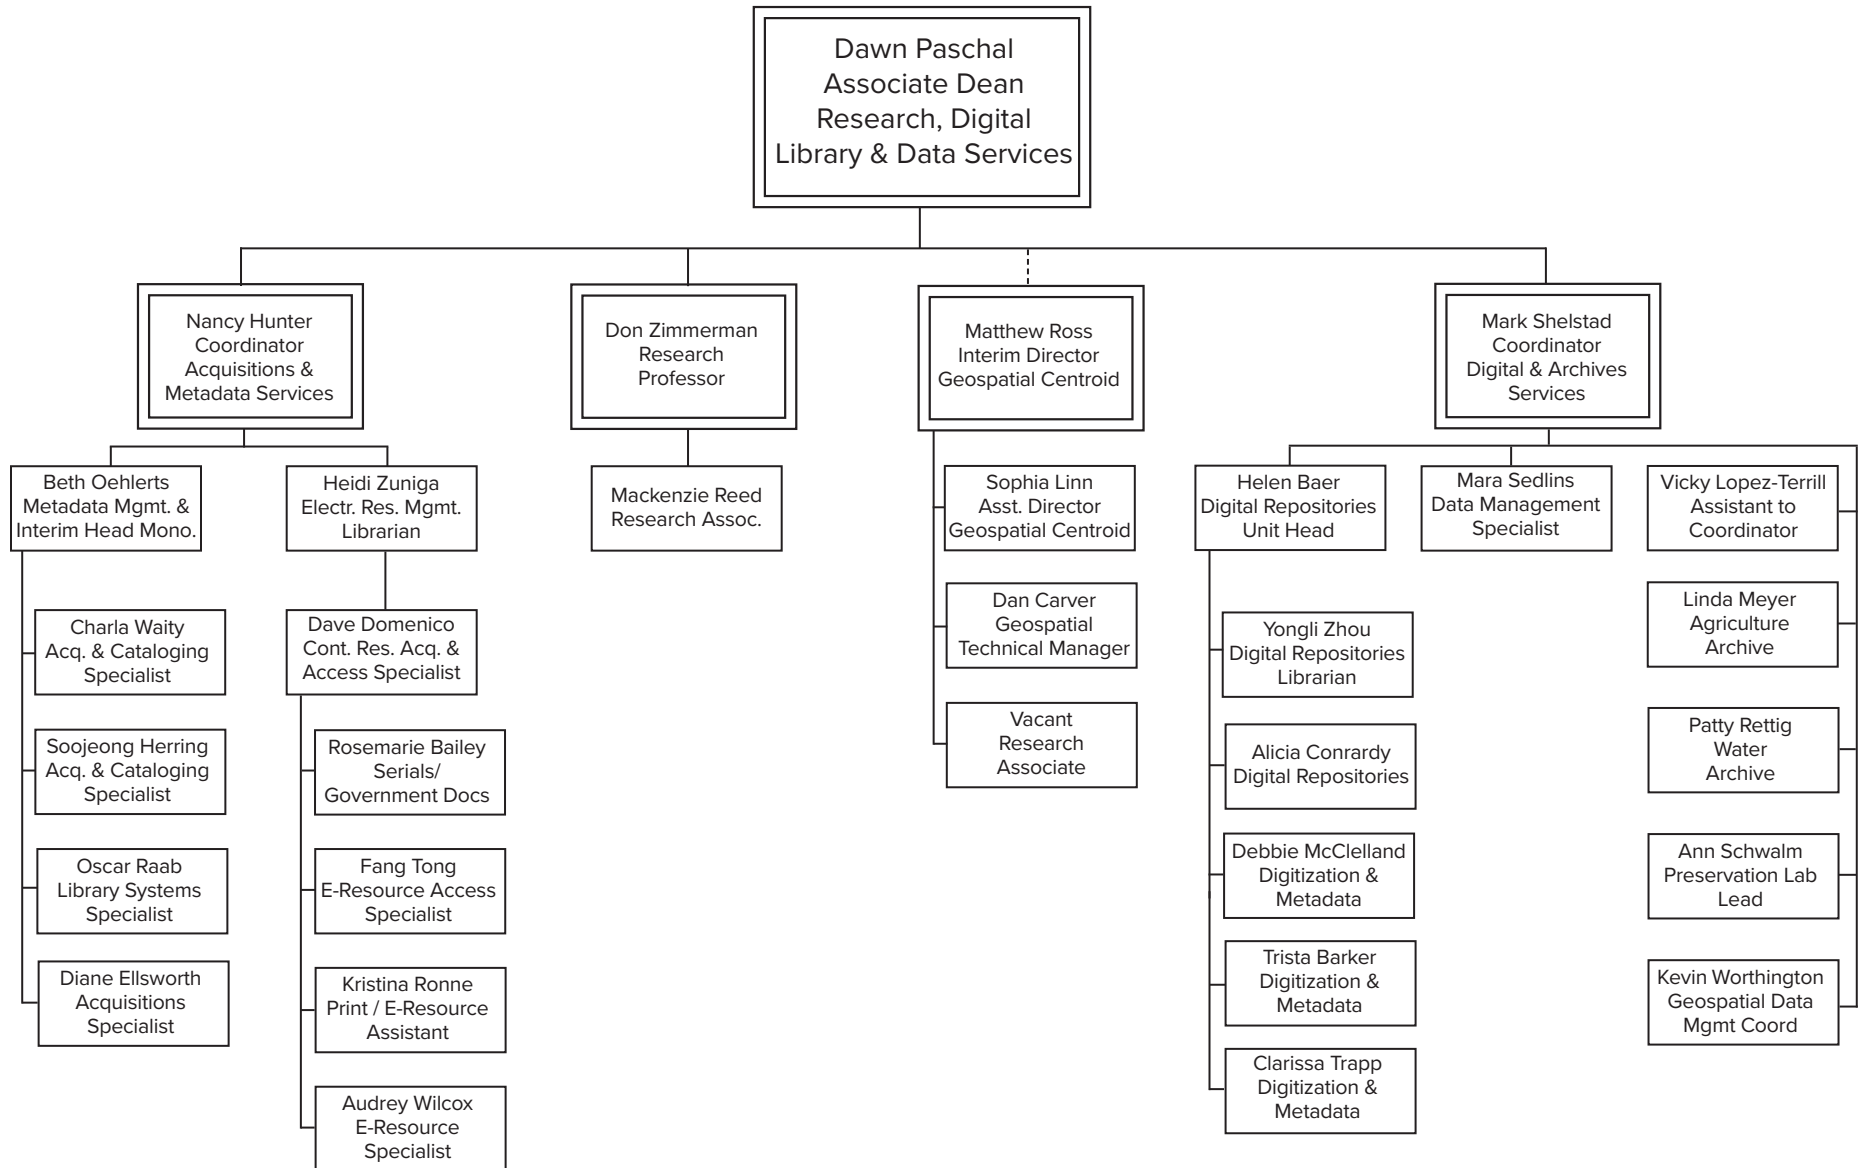 Dawn Paschal
Associate Dean
Research, Digital
Library & Data Services
Nancy Hunter
Coordinator
Acquisitions &
Metadata Services
Don Zimmerman
Research
Professor
Matthew Ross
Interim Director
Geospatial Centroid
Mark Shelstad
Coordinator
Digital & Archives
Services
Beth Oehlerts
Metadata Mgmt. &
Interim Head Mono.
Charla Waity
Acq. & Cataloging
Specialist
Soojeong Herring
Acq. & Cataloging
Specialist
Oscar Raab
Library Systems
Specialist
Diane Ellsworth
Acquisitions
Specialist
Heidi Zuniga
Electr. Res. Mgmt.
Librarian
Dave Domenico
Cont. Res. Acq. &
Access Specialist
Rosemarie Bailey
Serials/
Government Docs
Fang Tong
E-Resource Access
Specialist
Kristina Ronne
Print / E-Resource
Assistant
Audrey Wilcox
E-Resource
Specialist
Mackenzie Reed
Research Assoc.
Sophia Linn
Asst. Director
Geospatial Centroid
Dan Carver
Geospatial
Technical Manager
Vacant
Research
Associate
Helen Baer
Digital Repositories
Unit Head
Yongli Zhou
Digital Repositories
Librarian
Alicia Conrardy
Digital Repositories
Debbie McClelland
Digitization &
Metadata
Trista Barker
Digitization &
Metadata
Clarissa Trapp
Digitization &
Metadata
Mara Sedlins
Data Management
Specialist
Vicky Lopez-Terrill
Assistant to
Coordinator
Linda Meyer
Agriculture
Archive
Patty Rettig
Water
Archive
Ann Schwalm
Preservation Lab
Lead
Kevin Worthington
Geospatial Data
Mgmt Coord